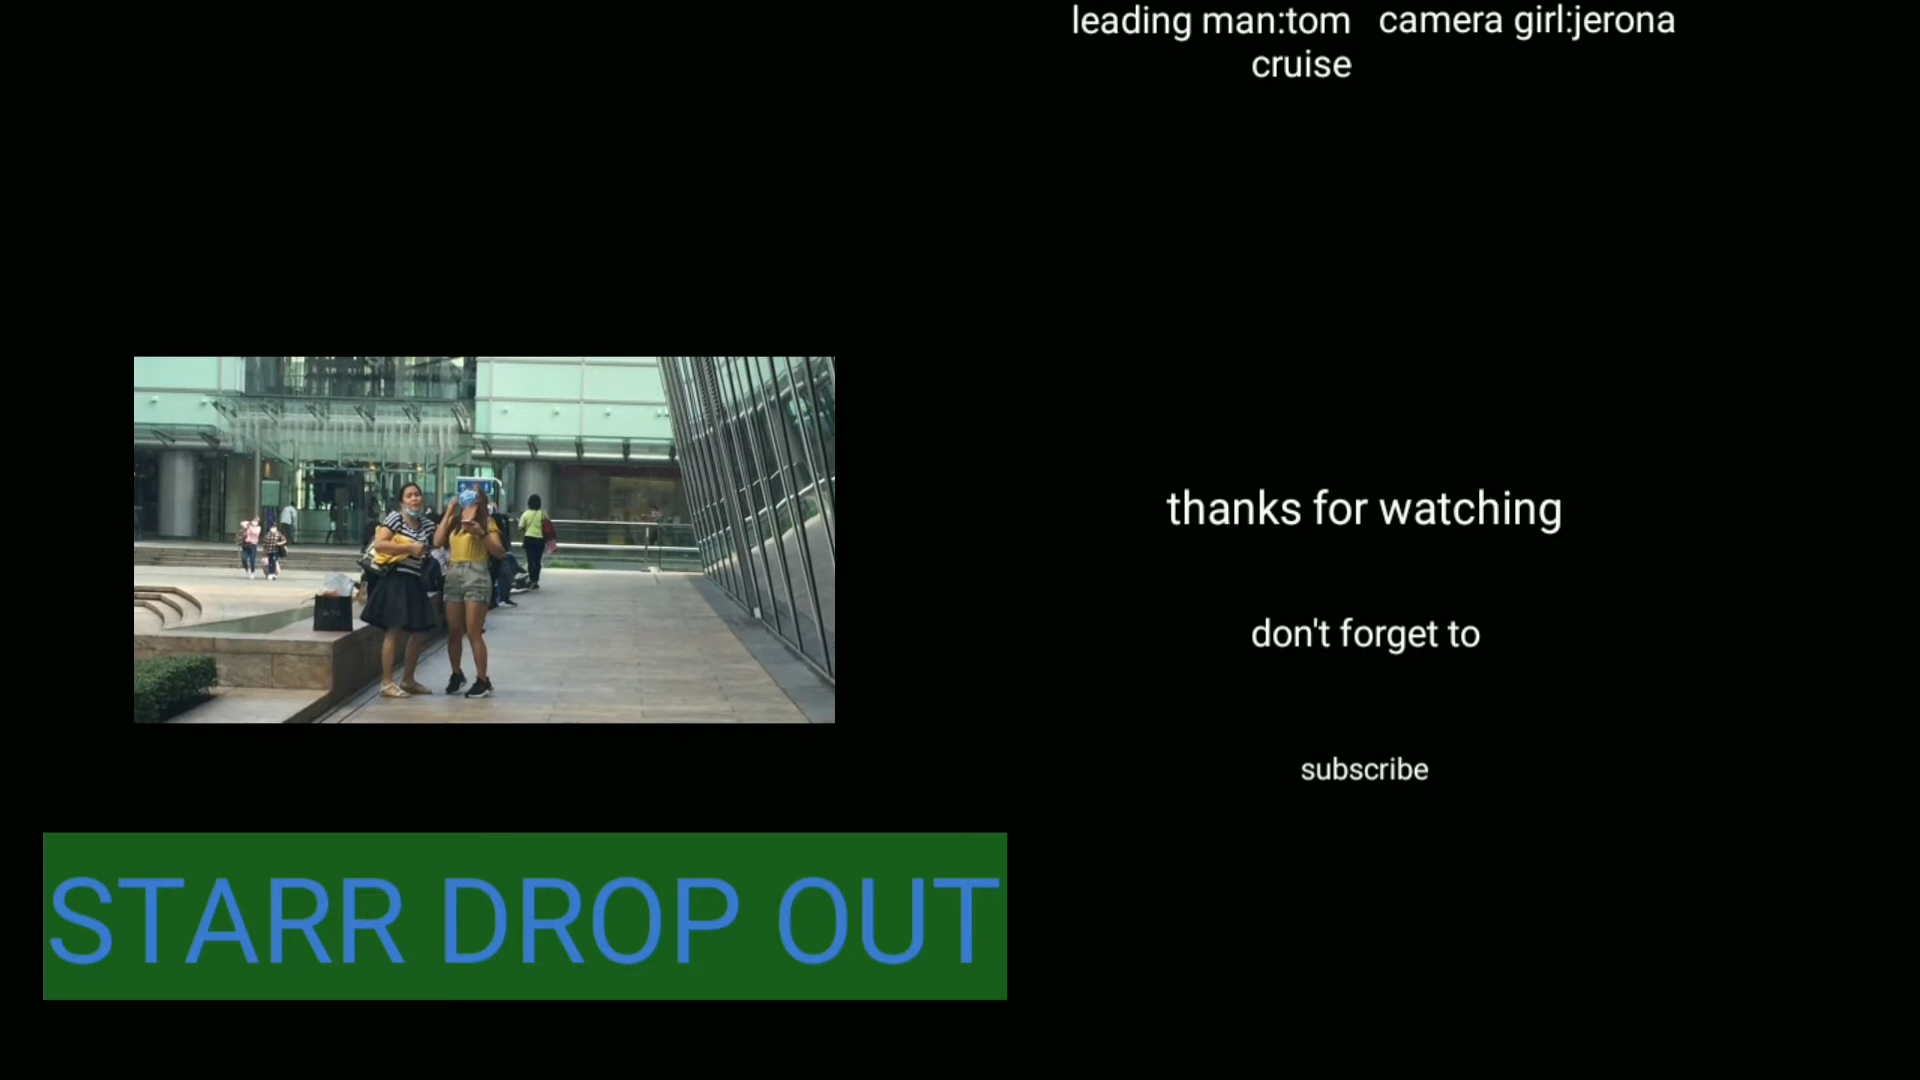 leading man:tom
cruise
camera girl:jerona
thanks for watching
don't forget to
subscribe
STARR DROP OUT